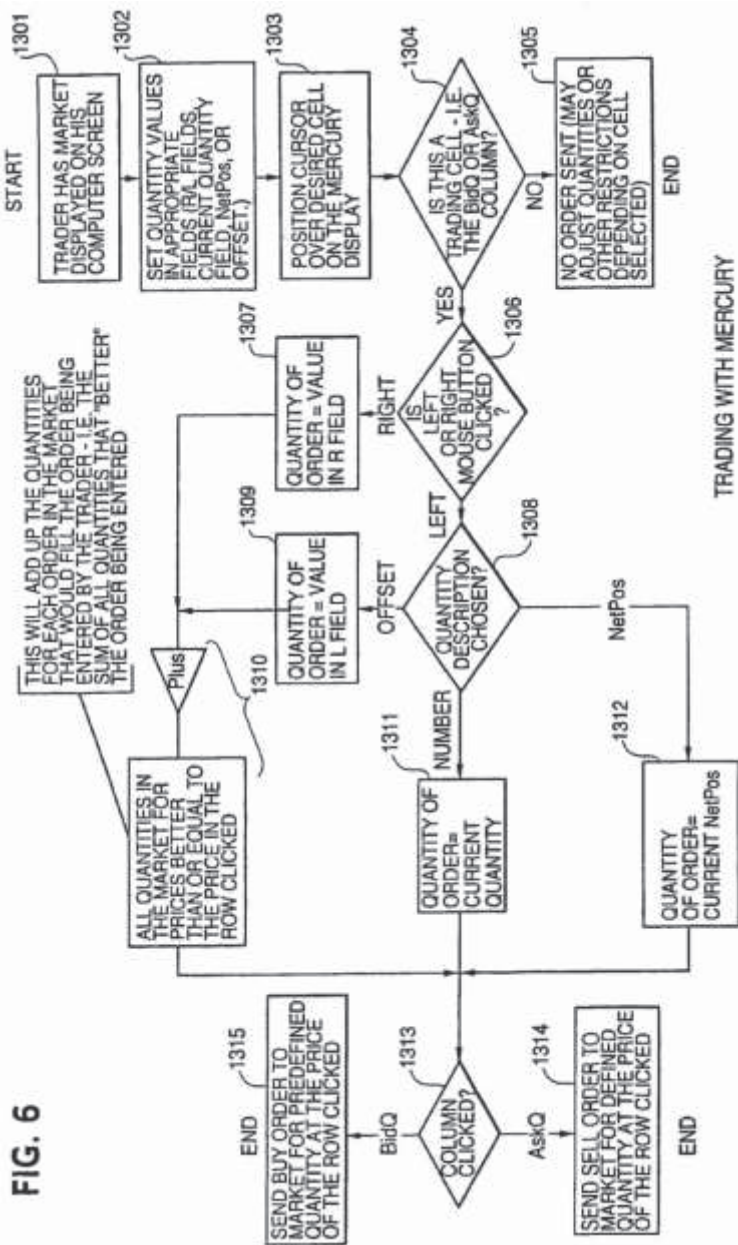 FIG. 6
START
1301
TRADER HAS MARKET
DISPLAYED ON HIS
COMPUTER SCREEN
1302
SET QUANTITY VALUES
IN APPROPRIATE
FIELDS (R/L FIELDS,
CURRENT QUANTITY
FIELD, NetPos, OR
OFFSET.)
1303
POSITION CURSOR
OVER DESIRED CELL
ON THE MERCURY
DISPLAY
1304
IS THIS A
TRADING CELL - I.E.
THE BidQ OR AskQ
COLUMN?
NO
1305
NO ORDER SENT (MAY
ADJUST QUANTITIES OR
OTHER RESTRICTIONS
DEPENDING ON CELL
SELECTED)
END
YES
1306
IS
LEFT
OR RIGHT
MOUSE BUTTON
CLICKED
?
RIGHT
1307
QUANTITY OF
ORDER = VALUE
IN R FIELD
LEFT
1308
QUANTITY
DESCRIPTION
CHOSEN?
OFFSET
1309
QUANTITY OF
ORDER = VALUE
IN L FIELD
Plus
1310
ALL QUANTITIES IN
THE MARKET FOR
PRICES BETTER
THAN OR EQUAL TO
THE PRICE IN THE
ROW CLICKED
THIS WILL ADD UP THE QUANTITIES
FOR EACH ORDER IN THE MARKET
THAT WOULD FILL THE ORDER BEING
ENTERED BY THE TRADER - I.E. THE
SUM OF ALL QUANTITIES THAT "BETTER"
THE ORDER BEING ENTERED
NUMBER
1311
QUANTITY OF
ORDER=
CURRENT
QUANTITY
NetPos
1312
QUANTITY
OF ORDER=
CURRENT NetPos
1313
COLUMN
CLICKED?
BidQ
1315
SEND BUY ORDER TO
MARKET FOR PREDEFINED
QUANTITY AT THE PRICE
OF THE ROW CLICKED
END
AskQ
1314
SEND SELL ORDER TO
MARKET FOR DEFINED
QUANTITY AT THE PRICE
OF THE ROW CLICKED
END
TRADING WITH MERCURY